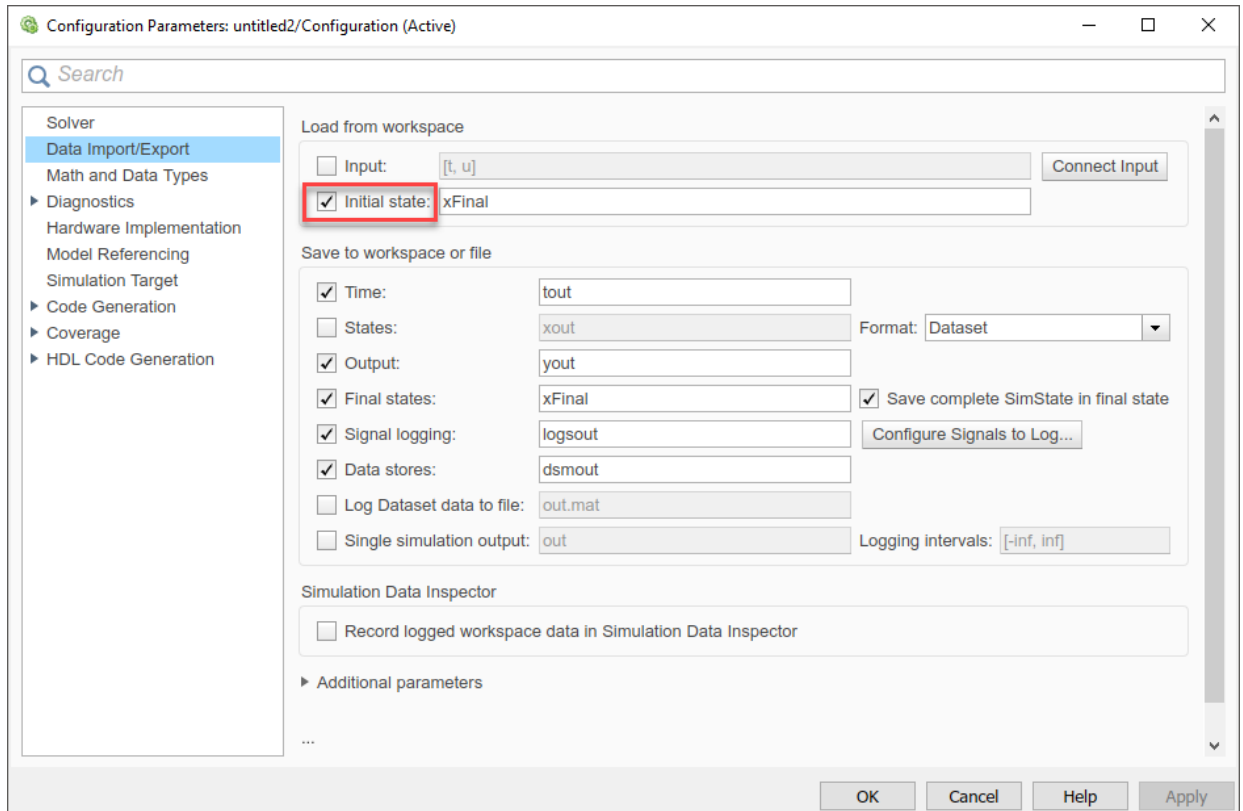 Configuration Parameters: untitled2/Configuration (Active)
Search
Solver
Data Import/Export
Math and Data Types
Diagnostics
Hardware Implementation
Model Referencing
Simulation Target
Code Generation
Coverage
HDL Code Generation
Load from workspace
Input: [t, u] Connect Input
Initial state: xFinal
Save to workspace or file
Time: tout
States: xout Format: Dataset
Output: yout
Final states: xFinal Save complete SimState in final state
Signal logging: logsout Configure Signals to Log...
Data stores: dsmout
Log Dataset data to file: out.mat
Single simulation output: out Logging intervals: [-inf, inf]
Simulation Data Inspector
Record logged workspace data in Simulation Data Inspector
Additional parameters
...
OK Cancel Help Apply